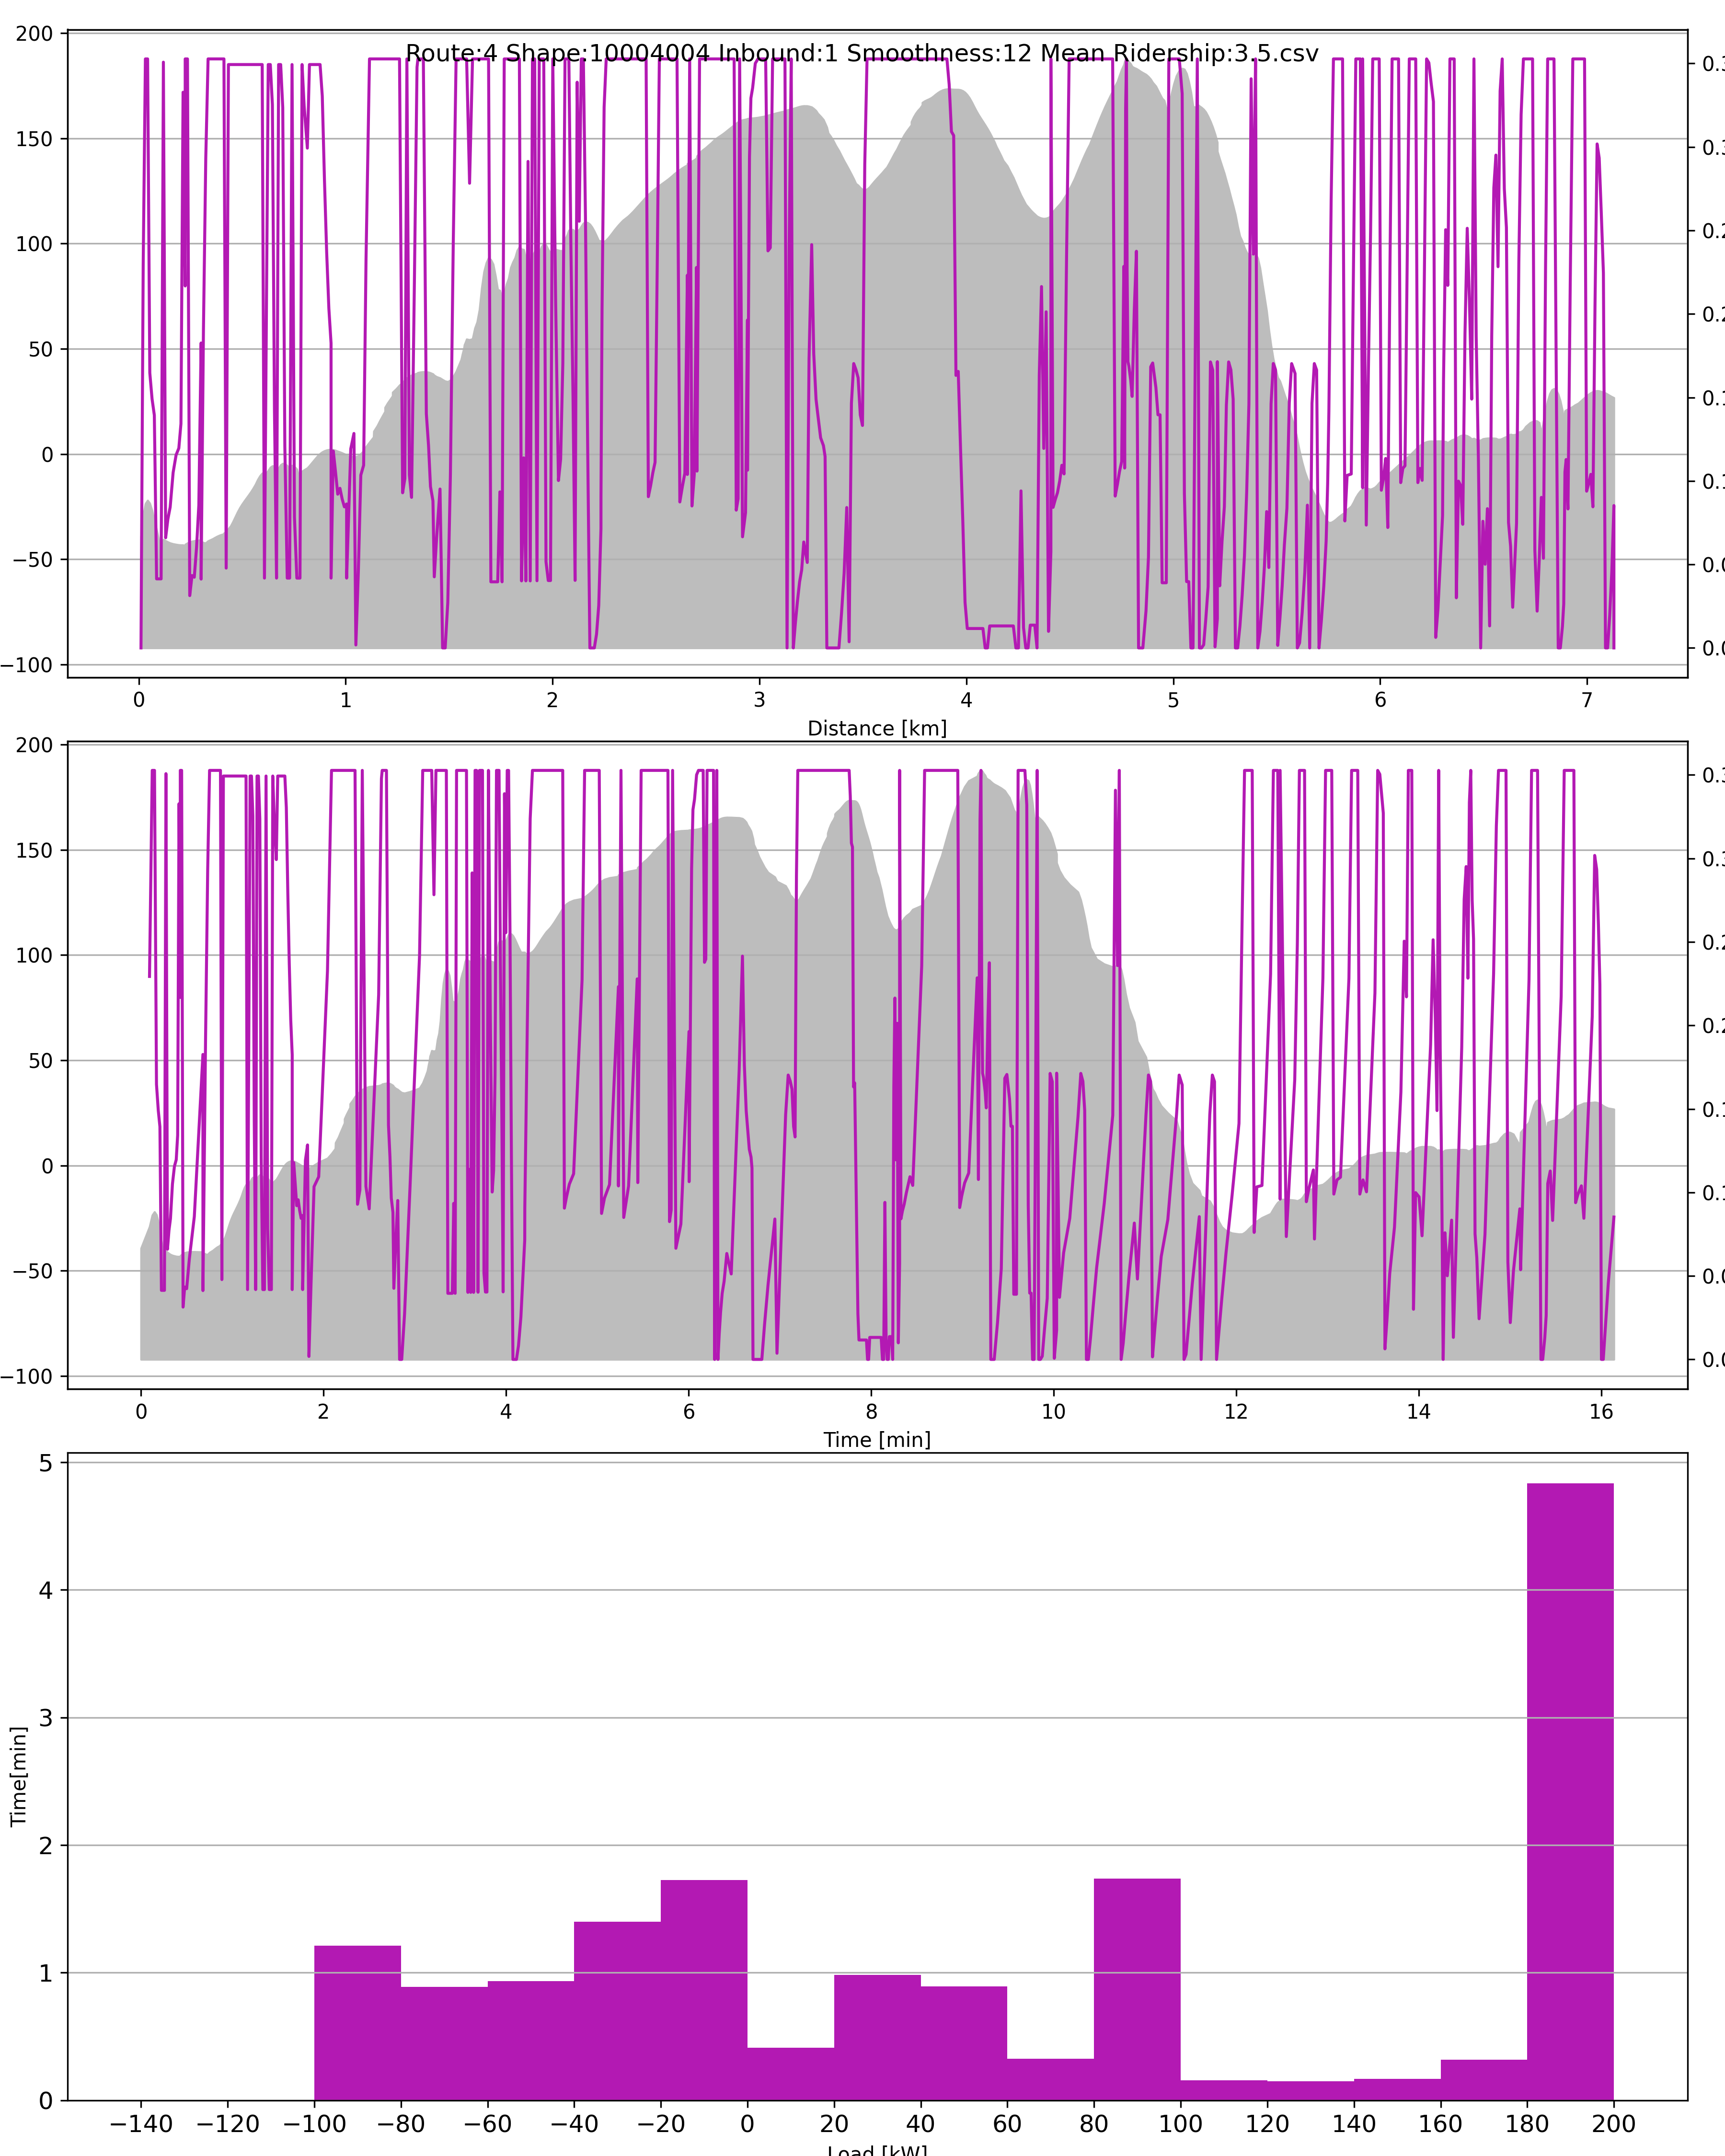 Route:4 Shape:10004004 Inbound:1 Smoothness:12 Mean Ridership:3.5.csv
200
150
100
50
0
−50
−100
0 1 2 3 4 5 6 7
Distance [km]
200
150
100
50
0
−50
−100
0 2 4 6 8 10 12 14 16
Time [min]
5
4
3
2
1
0
Time[min]
−140 −120 −100 −80 −60 −40 −20 0 20 40 60 80 100 120 140 160 180 200
Load [kW]